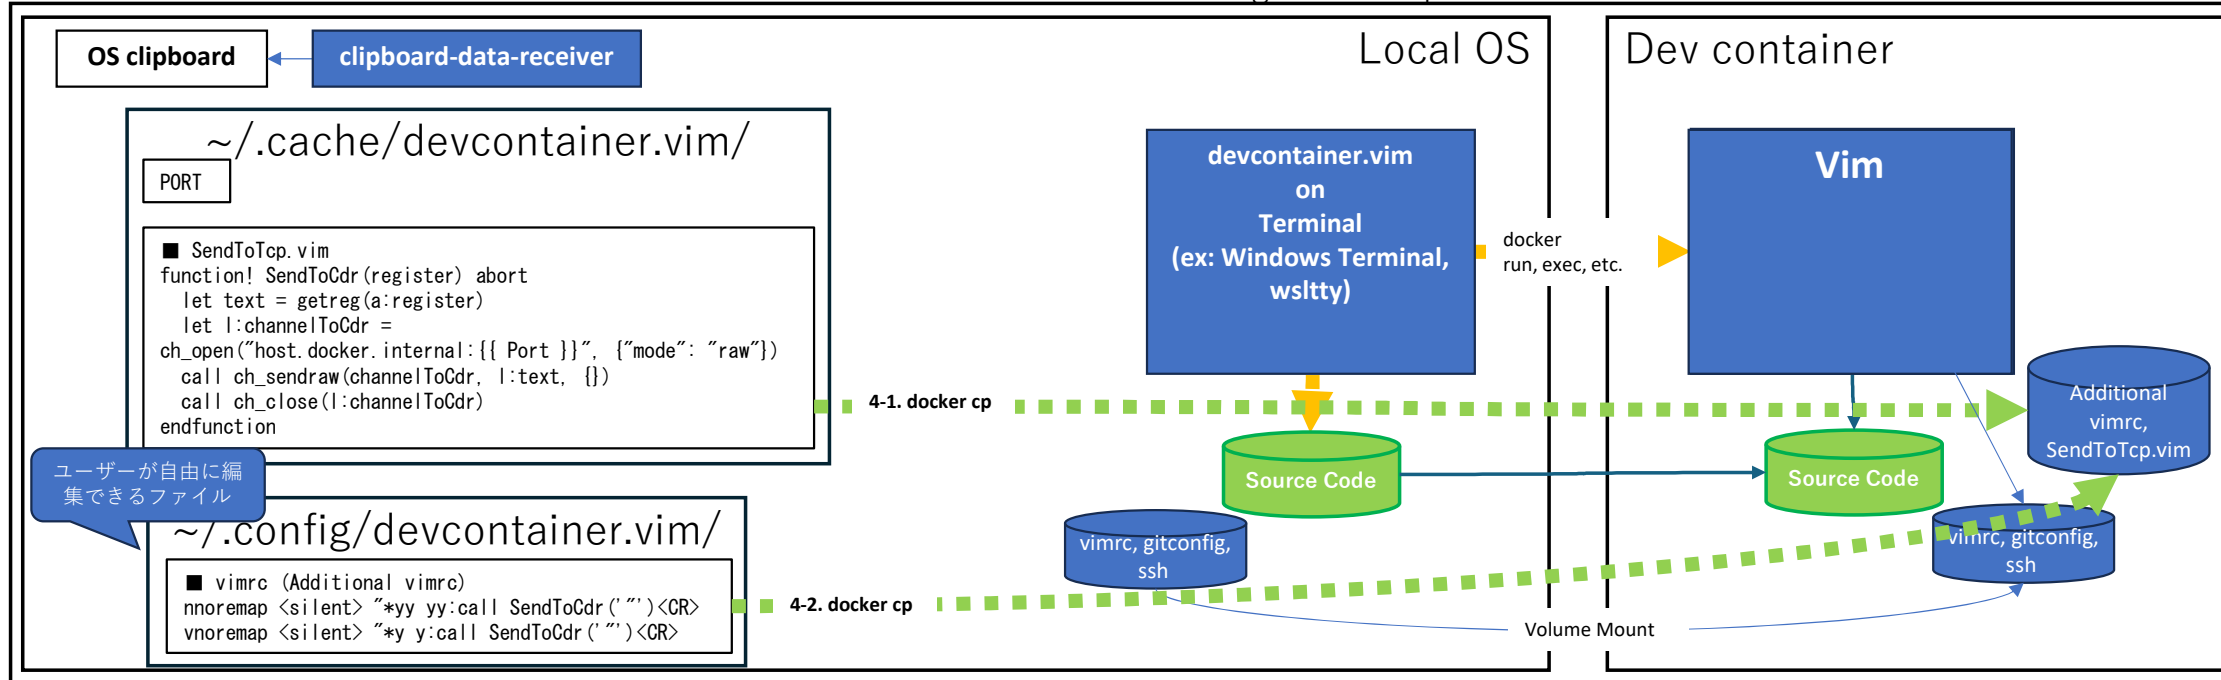 OS clipboard
clipboard-data-receiver
Local OS
Dev container
~/.cache/devcontainer.vim/
PORT
■ SendToTcp.vim
function! SendToCdr(register) abort
let text = getreg(a:register)
let l:channelToCdr =
ch_open("host.docker.internal:{{ Port }}", {"mode": "raw"})
call ch_sendraw(channelToCdr, l:text, {})
call ch_close(l:channelToCdr)
endfunction
ユーザーが自由に編
集できるファイル
~/.config/devcontainer.vim/
■ vimrc (Additional vimrc)
nnoremap <silent> "*yy yy:call SendToCdr('"')<CR>
vnoremap <silent> "*y y:call SendToCdr('"')<CR>
devcontainer.vim
on
Terminal
(ex: Windows Terminal,
wsltty)
docker
run, exec, etc.
Vim
4-1. docker cp
Additional
vimrc,
SendToTcp.vim
Source Code
Source Code
vimrc, gitconfig,
ssh
vimrc, gitconfig,
ssh
4-2. docker cp
Volume Mount